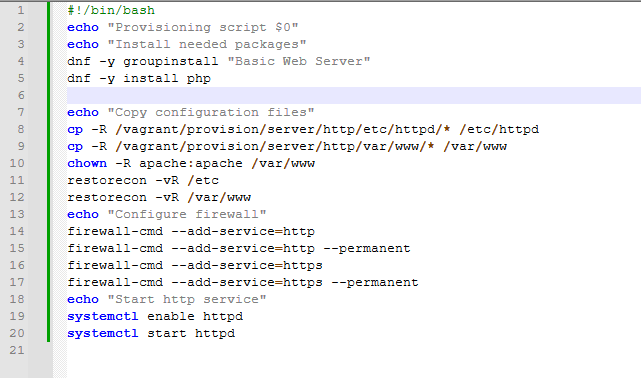 1 #!/bin/bash
2 echo "Provisioning script $0"
3 echo "Install needed packages"
4 dnf -y groupinstall "Basic Web Server"
5 dnf -y install php
6
7 echo "Copy configuration files"
8 cp -R /vagrant/provision/server/http/etc/httpd/* /etc/httpd
9 cp -R /vagrant/provision/server/http/var/www/* /var/www
10 chown -R apache:apache /var/www
11 restorecon -vR /etc
12 restorecon -vR /var/www
13 echo "Configure firewall"
14 firewall-cmd --add-service=http
15 firewall-cmd --add-service=http --permanent
16 firewall-cmd --add-service=https
17 firewall-cmd --add-service=https --permanent
18 echo "Start http service"
19 systemctl enable httpd
20 systemctl start httpd
21